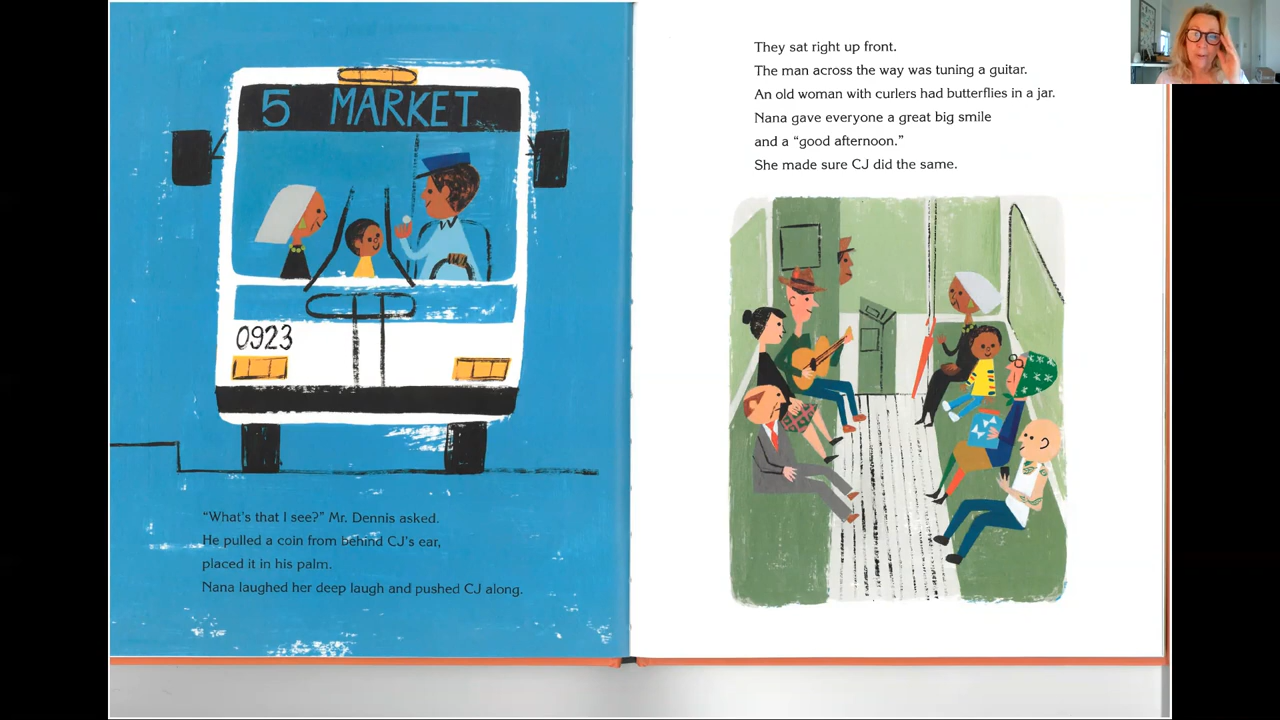 5 MARKET
0923
“What’s that I see?” Mr. Dennis asked.
He pulled a coin from behind CJ’s ear,
placed it in his palm.
Nana laughed her deep laugh and pushed CJ along.
They sat right up front.
The man across the way was tuning a guitar.
An old woman with curlers had butterflies in a jar.
Nana gave everyone a great big smile
and a “good afternoon.”
She made sure CJ did the same.